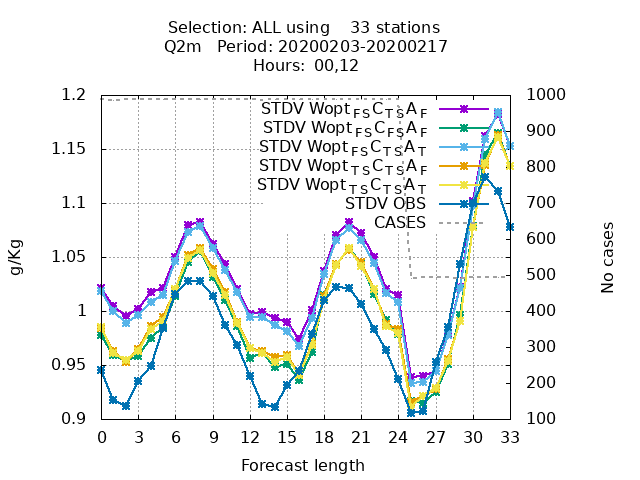 Selection: ALL using    33 stations
Q2m   Period: 20200203-20200217
Hours:  00,12
1.2
1.15
1.1
1.05
1
0.95
0.9
g/Kg
STDV Wopt_FS C_TS A_F
STDV Wopt_FS C_FS A_F
STDV Wopt_FS C_TS A_T
STDV Wopt_TS C_TS A_F
STDV Wopt_TS C_TS A_T
STDV OBS
CASES
1000
900
800
700
600
500
400
300
200
100
No cases
0 3 6 9 12 15 18 21 24 27 30 33
Forecast length